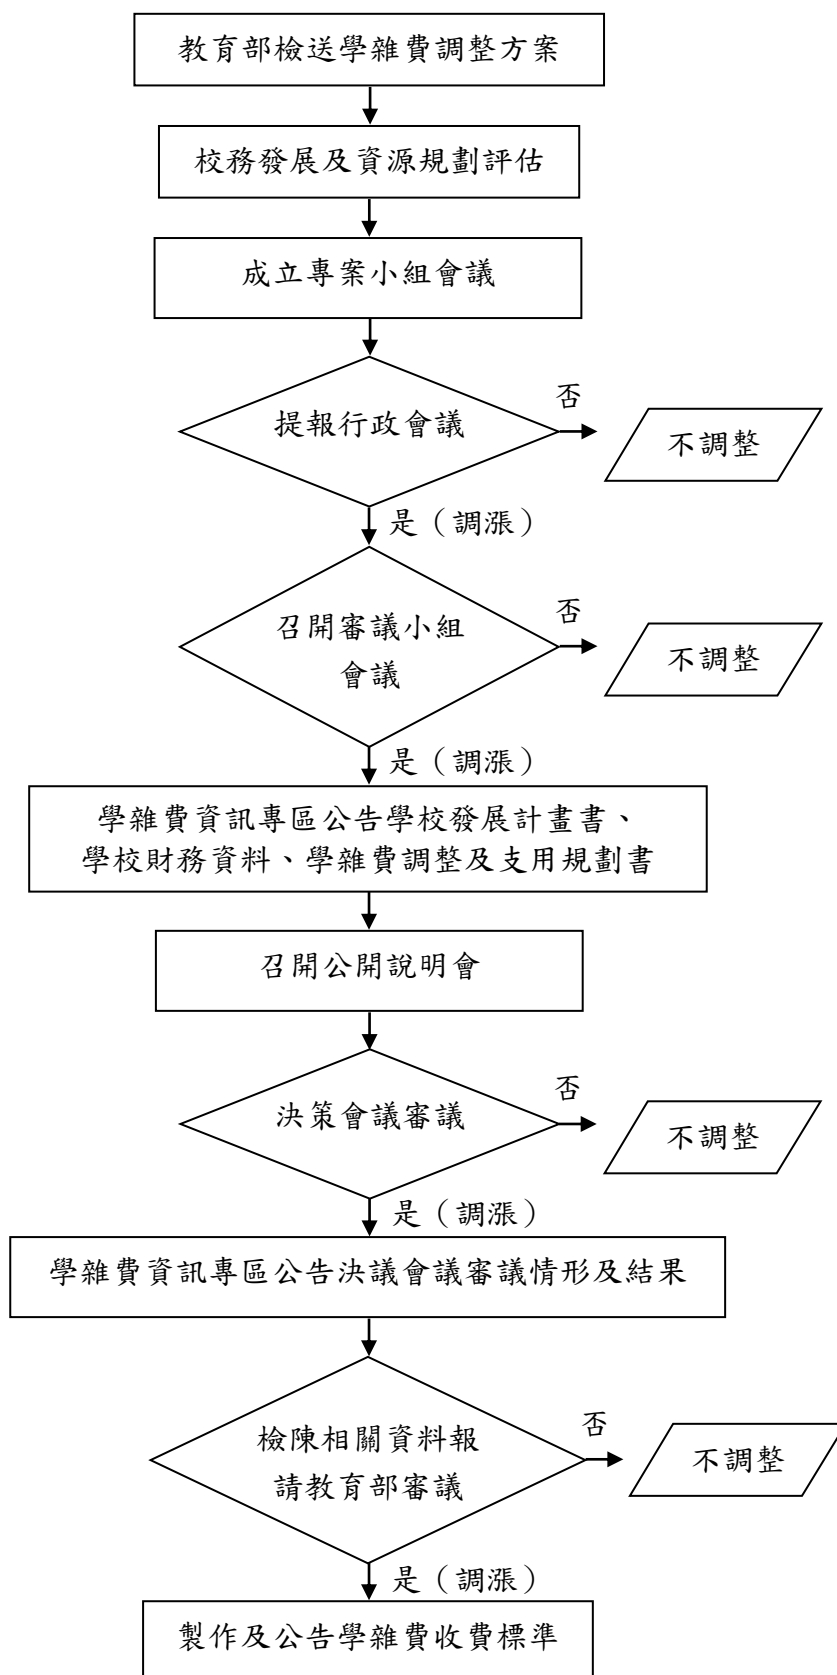 教育部檢送學雜費調整方案
校務發展及資源規劃評估
成立專案小組會議
提報行政會議
否
不調整
是（調漲）
召開審議小組
會議
否
不調整
是（調漲）
學雜費資訊專區公告學校發展計畫書、
學校財務資料、學雜費調整及支用規劃書
召開公開說明會
決策會議審議
否
不調整
是（調漲）
學雜費資訊專區公告決議會議審議情形及結果
檢陳相關資料報
請教育部審議
否
不調整
是（調漲）
製作及公告學雜費收費標準